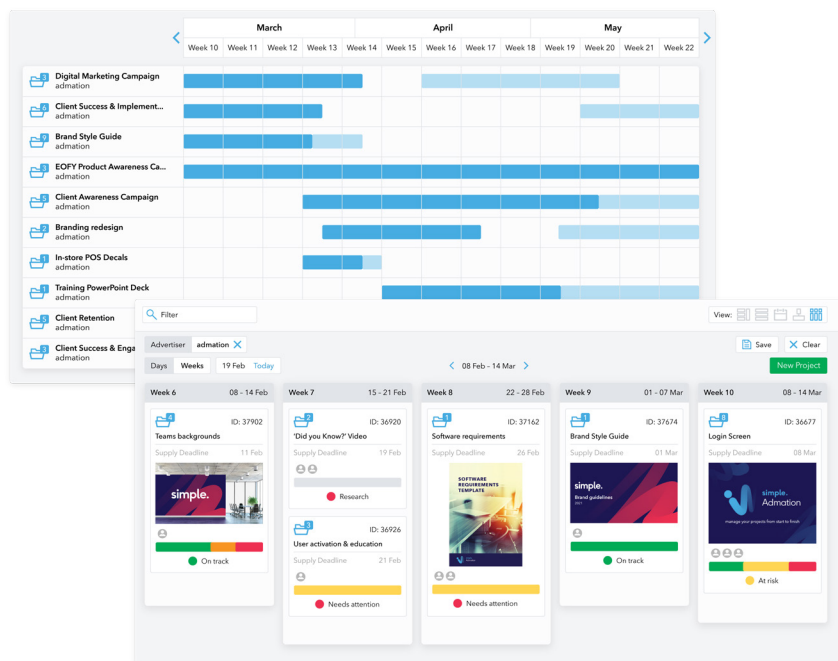 March April May
Week 10 Week 11 Week 12 Week 13 Week 14 Week 15 Week 16 Week 17 Week 18 Week 19 Week 20 Week 21 Week 22
3 Digital Marketing Campaign
admation
6 Client Success & Implement...
admation
9 Brand Style Guide
admation
3 EOFY Product Awareness Ca...
admation
5 Client Awareness Campaign
admation
2 Branding redesign
admation
1 In-store POS Decals
admation
1 Training PowerPoint Deck
admation
5 Client Retention
admation
3 Client Success & Enga
admation
Filter View:
Advertiser admation Save Clear
Days Weeks 19 Feb Today 08 Feb - 14 Mar New Project
Week 6 08 - 14 Feb
4 ID: 37902
Teams backgrounds
Supply Deadline 11 Feb
simple.
On track
Week 7 15 - 21 Feb
2 ID: 36920
'Did you Know?' Video
Supply Deadline 19 Feb
Research
3 ID: 36926
User activation & education
Supply Deadline 21 Feb
Needs attention
Week 8 22 - 28 Feb
1 ID: 37162
Software requirements
Supply Deadline 26 Feb
SOFTWARE
REQUIREMENTS
TEMPLATE
Needs attention
Week 9 01 - 07 Mar
1 ID: 37674
Brand Style Guide
Supply Deadline 01 Mar
simple.
Brand guidelines
2021
On track
Week 10 08 - 14 Mar
8 ID: 36677
Login Screen
Supply Deadline 08 Mar
simple.
Admation
manage your projects from start to finish
At risk